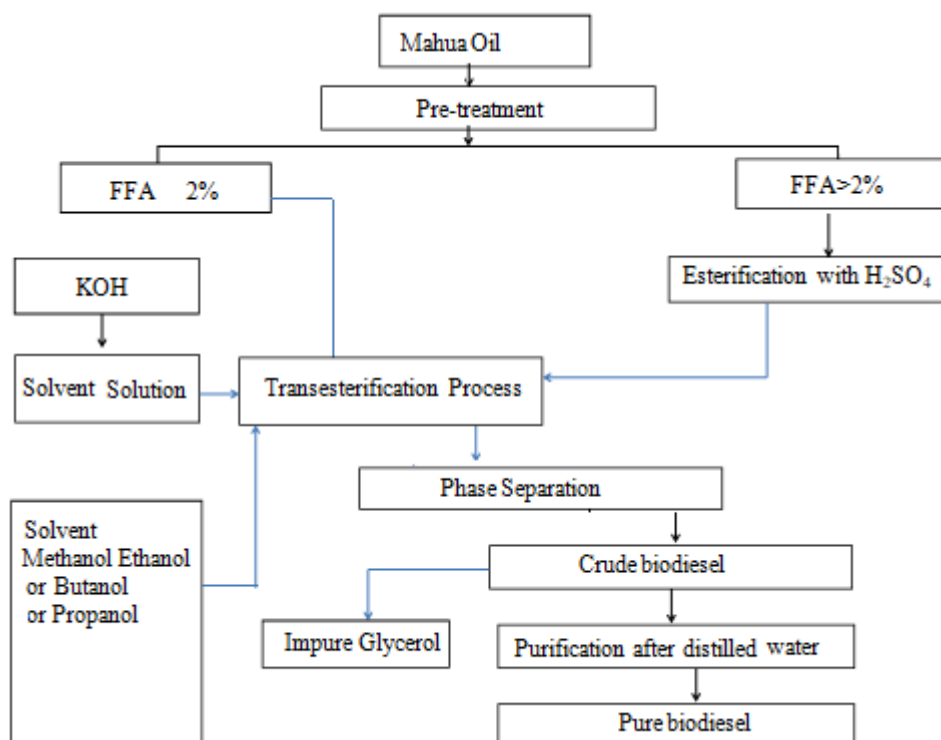 Mahua Oil
Pre-treatment
FFA 2%
FFA>2%
KOH
Esterification with H₂SO₄
Solvent Solution
Transesterification Process
Phase Separation
Solvent
Methanol Ethanol
or Butanol
or Propanol
Crude biodiesel
Impure Glycerol
Purification after distilled water
Pure biodiesel